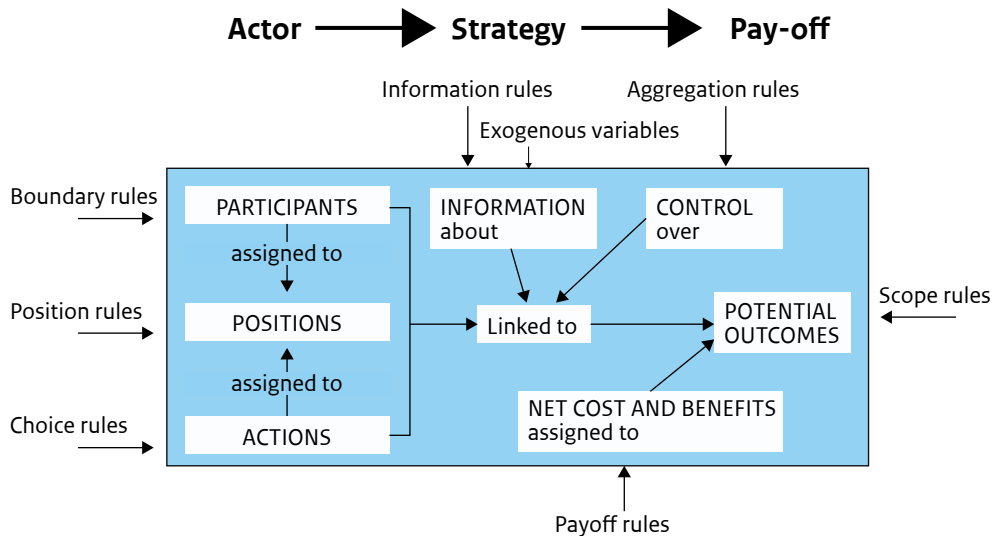 Actor Strategy Pay-off
Information rules
Aggregation rules
Exogenous variables
Boundary rules
PARTICIPANTS
INFORMATION
about
CONTROL
over
assigned to
Position rules
POSITIONS
Linked to
POTENTIAL
OUTCOMES
Scope rules
assigned to
Choice rules
ACTIONS
NET COST AND BENEFITS
assigned to
Payoff rules